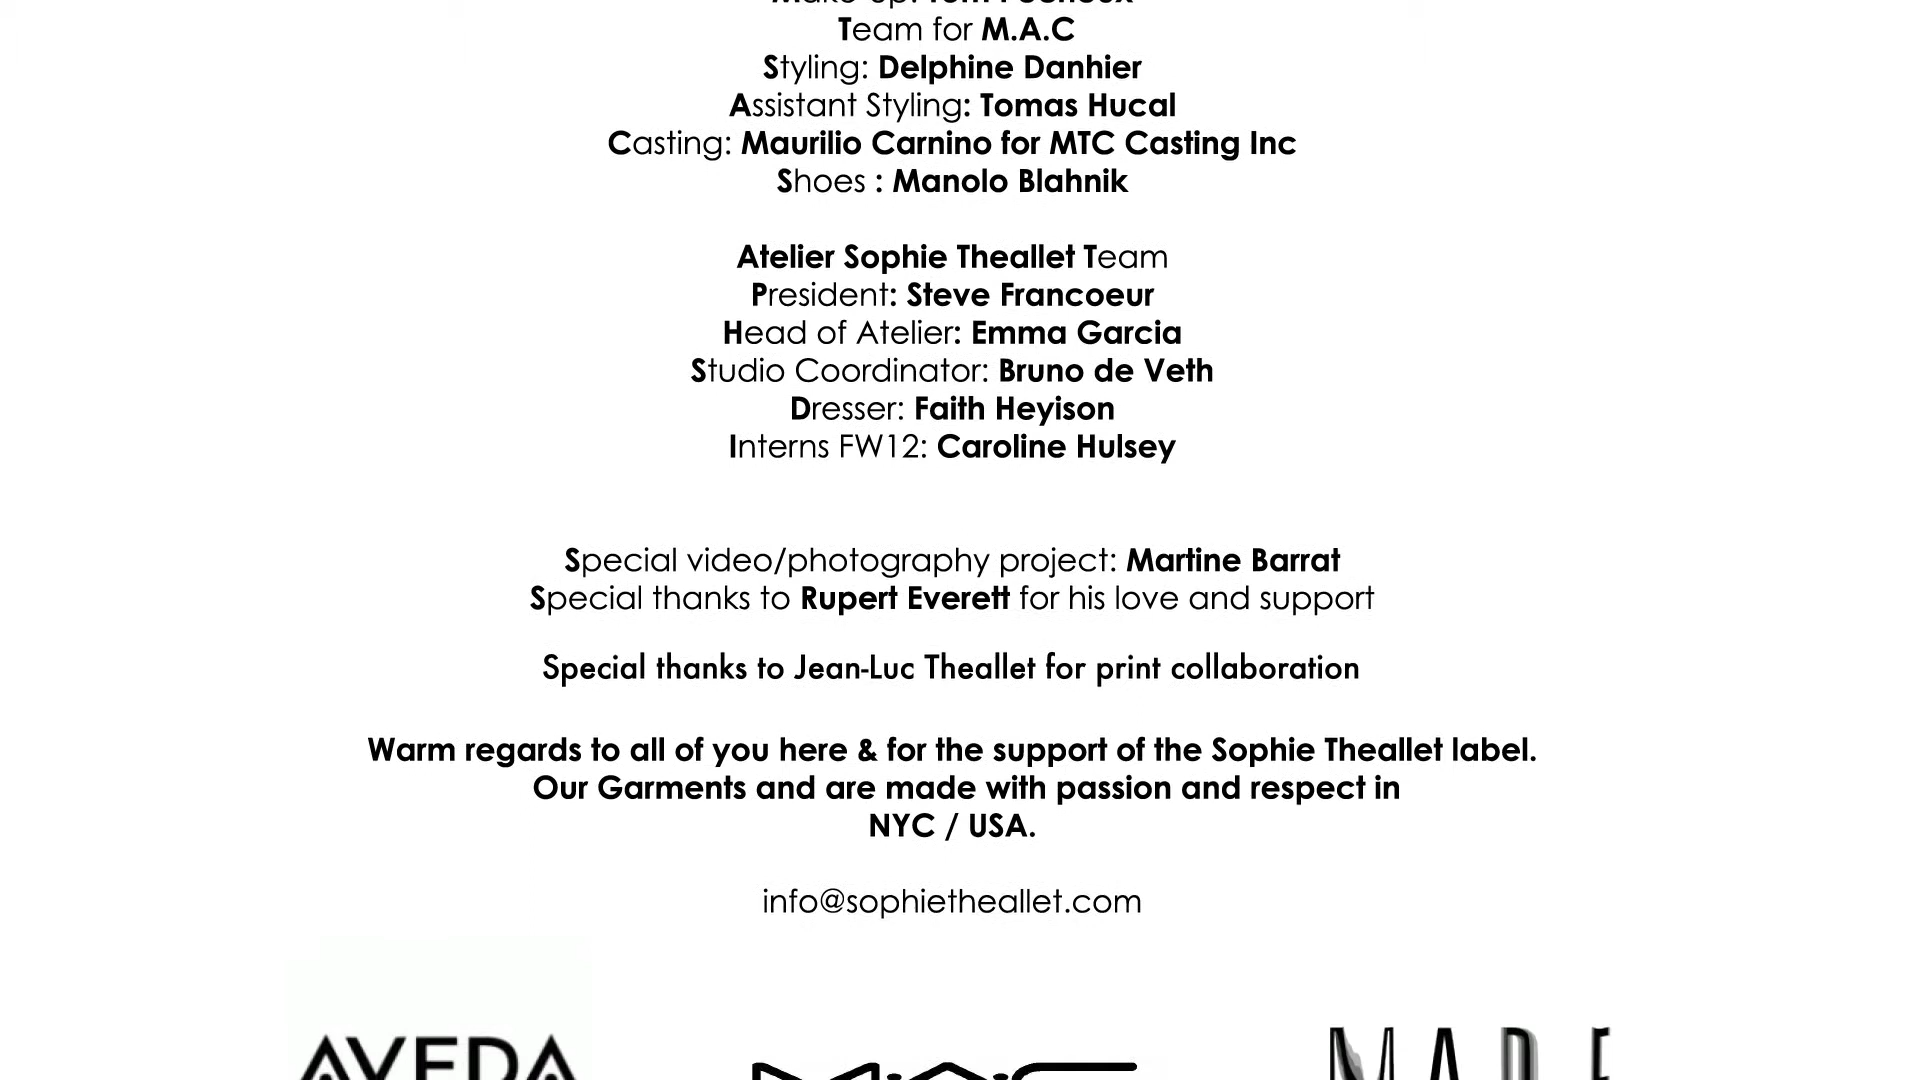 Team for M.A.C
Styling: Delphine Danhier
Assistant Styling: Tomas Hucal
Casting: Maurilio Carnino for MTC Casting Inc
Shoes : Manolo Blahnik
Atelier Sophie Theallet Team
President: Steve Francoeur
Head of Atelier: Emma Garcia
Studio Coordinator: Bruno de Veth
Dresser: Faith Heyison
Interns FW12: Caroline Hulsey
Special video/photography project: Martine Barrat
Special thanks to Rupert Everett for his love and support
Special thanks to Jean-Luc Theallet for print collaboration
Warm regards to all of you here & for the support of the Sophie Theallet label.
Our Garments and are made with passion and respect in
NYC / USA.
info@sophietheallet.com
AVEDA
MADE